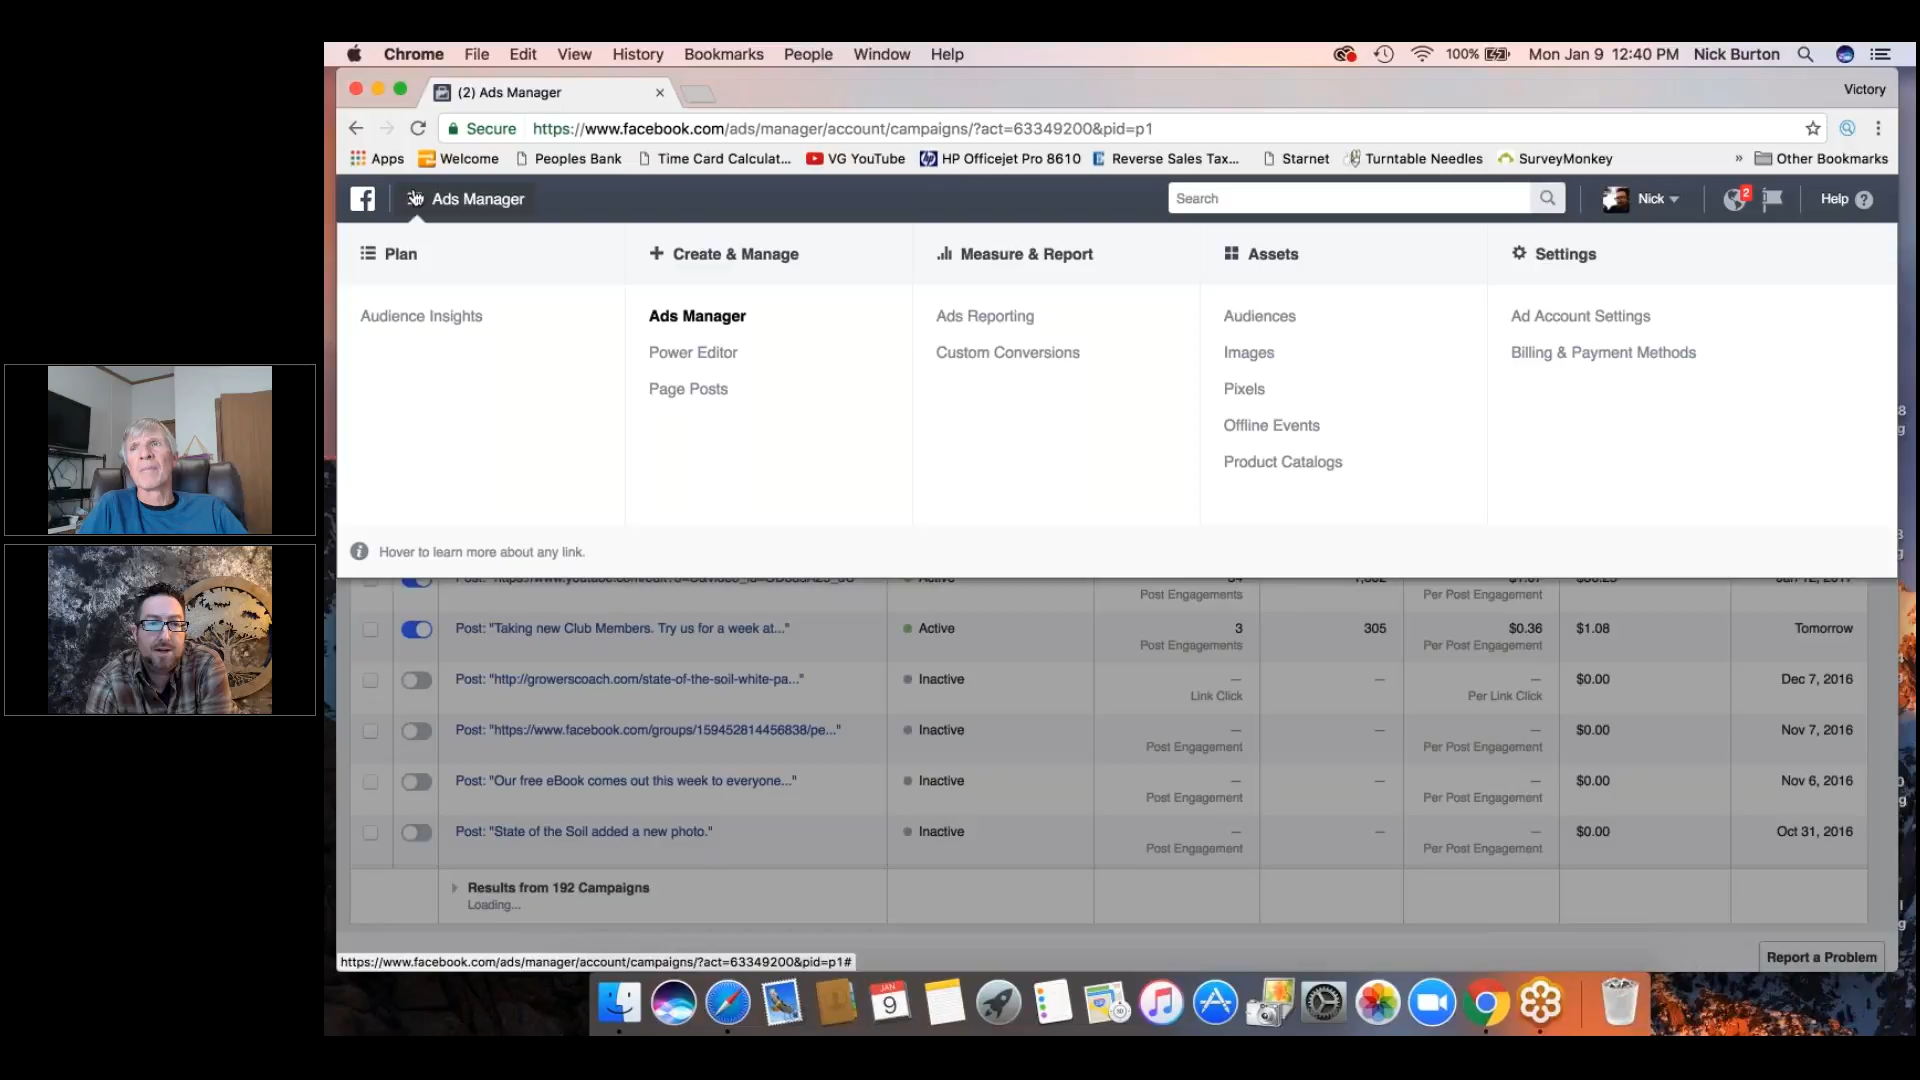 Chrome File Edit View History Bookmarks People Window Help 100% Mon Jan 9 12:40 PM Nick Burton
(2) Ads Manager Victory
Secure https://www.facebook.com/ads/manager/account/campaigns/?act=63349200&pid=p1
Apps Welcome Peoples Bank Time Card Calculat... VG YouTube HP Officejet Pro 8610 Reverse Sales Tax... Starnet Turntable Needles SurveyMonkey » Other Bookmarks
Ads Manager Search Nick 2 Help ?
Plan Create & Manage Measure & Report Assets Settings
Audience Insights Ads Manager Ads Reporting Audiences Ad Account Settings
Power Editor Custom Conversions Images Billing & Payment Methods
Page Posts Pixels
Offline Events
Product Catalogs
Hover to learn more about any link.
Post Engagements Per Post Engagement
Post: "Taking new Club Members. Try us for a week at..." Active 3 305 $0.36 $1.08 Tomorrow
Post Engagements Per Post Engagement
Post: "http://growerscoach.com/state-of-the-soil-white-pa..." Inactive — — — $0.00 Dec 7, 2016
Link Click Per Link Click
Post: "https://www.facebook.com/groups/159452814456838/pe..." Inactive — — — $0.00 Nov 7, 2016
Post Engagement Per Post Engagement
Post: "Our free eBook comes out this week to everyone..." Inactive — — — $0.00 Nov 6, 2016
Post Engagement Per Post Engagement
Post: "State of the Soil added a new photo." Inactive — — — $0.00 Oct 31, 2016
Post Engagement Per Post Engagement
Results from 192 Campaigns
Loading...
Report a Problem
https://www.facebook.com/ads/manager/account/campaigns/?act=63349200&pid=p1#
JAN
9